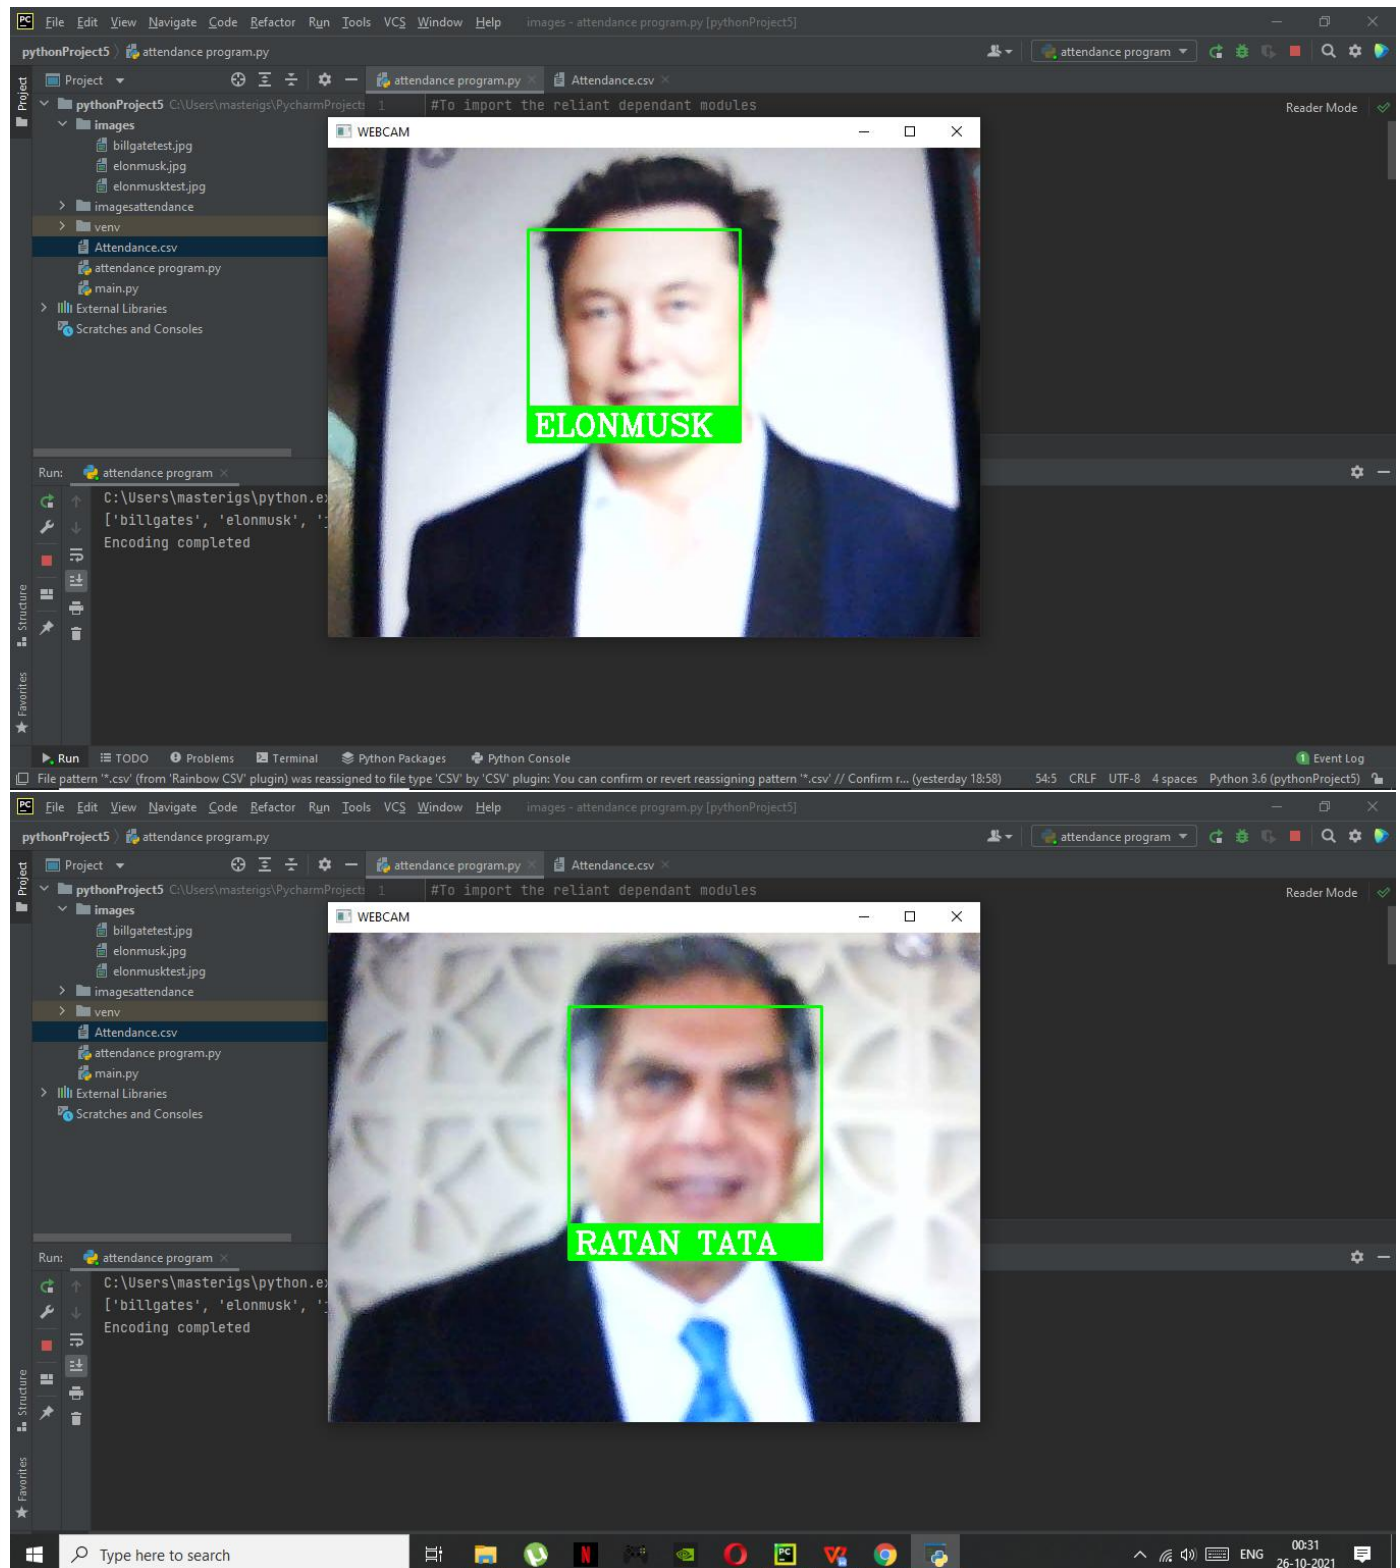 File Edit View Navigate Code Refactor Run Tools VCS Window Help images - attendance program.py [pythonProject5]
pythonProject5 attendance program.py attendance program
Project attendance program.py Attendance.csv
pythonProject5 C:\Users\masterigs\PycharmProjects 1 #To import the reliant dependant modules Reader Mode
images
WEBCAM
billgatetest.jpg
elonmusk.jpg
elonmusktest.jpg
imagesattendance
venv
Attendance.csv
attendance program.py
main.py
External Libraries
Scratches and Consoles
ELONMUSK
Run: attendance program
C:\Users\masterigs\python.ex
['billgates', 'elonmusk', '
Encoding completed
Structure
Favorites
Run TODO Problems Terminal Python Packages Python Console Event Log
File pattern '*.csv' (from 'Rainbow CSV' plugin) was reassigned to file type 'CSV' by 'CSV' plugin: You can confirm or revert reassigning pattern '*.csv' // Confirm r... (yesterday 18:58) 54:5 CRLF UTF-8 4 spaces Python 3.6 (pythonProject5)
File Edit View Navigate Code Refactor Run Tools VCS Window Help images - attendance program.py [pythonProject5]
pythonProject5 attendance program.py attendance program
Project attendance program.py Attendance.csv
pythonProject5 C:\Users\masterigs\PycharmProjects 1 #To import the reliant dependant modules Reader Mode
images
WEBCAM
billgatetest.jpg
elonmusk.jpg
elonmusktest.jpg
imagesattendance
venv
Attendance.csv
attendance program.py
main.py
External Libraries
Scratches and Consoles
RATAN TATA
Run: attendance program
C:\Users\masterigs\python.ex
['billgates', 'elonmusk', '
Encoding completed
Structure
Favorites
Type here to search ENG 00:31
26-10-2021